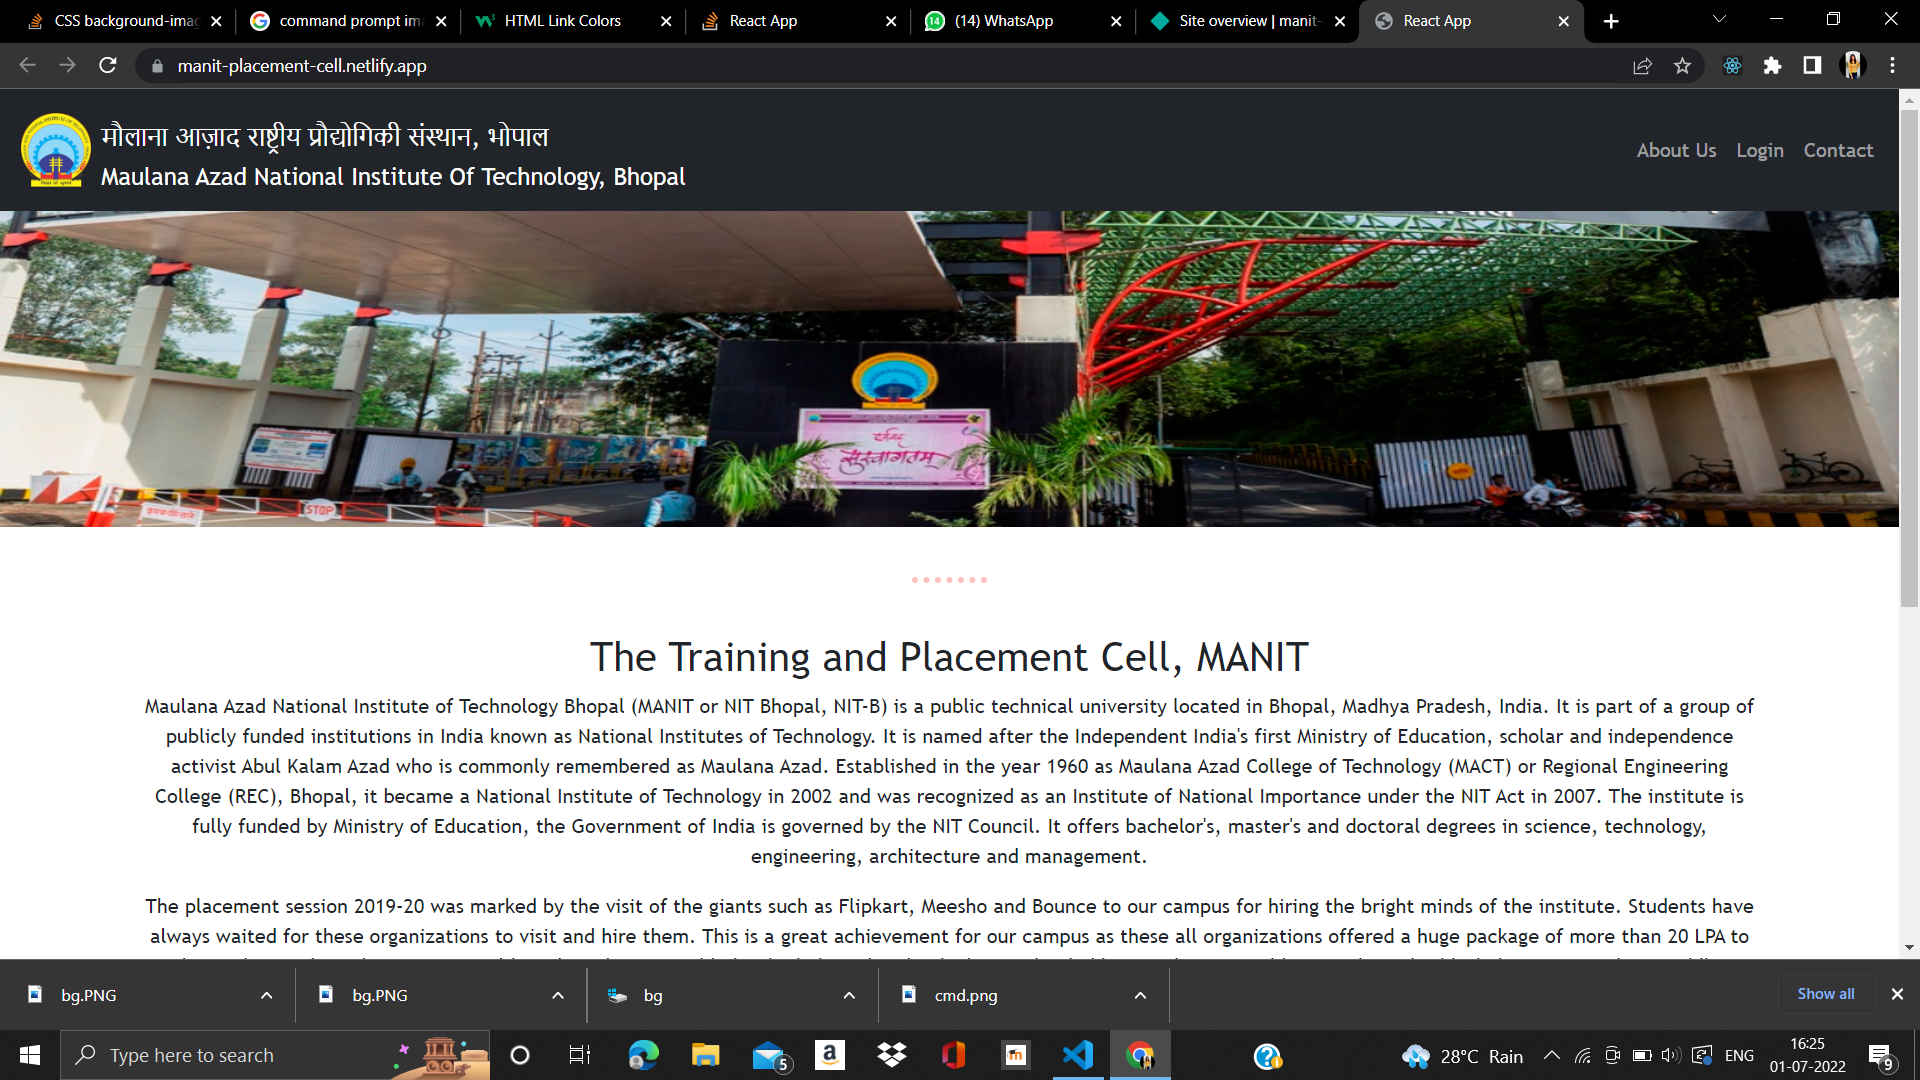 CSS background-imag
command prompt im
HTML Link Colors
React App
14
(14) WhatsApp
Site overview | manit-
React App
manit-placement-cell.netlify.app
मौलाना आज़ाद राष्ट्रीय प्रौद्योगिकी संस्थान, भोपाल
Maulana Azad National Institute Of Technology, Bhopal
About Us Login Contact
सुस्वागतम्
STOP
The Training and Placement Cell, MANIT
Maulana Azad National Institute of Technology Bhopal (MANIT or NIT Bhopal, NIT-B) is a public technical university located in Bhopal, Madhya Pradesh, India. It is part of a group of
publicly funded institutions in India known as National Institutes of Technology. It is named after the Independent India's first Ministry of Education, scholar and independence
activist Abul Kalam Azad who is commonly remembered as Maulana Azad. Established in the year 1960 as Maulana Azad College of Technology (MACT) or Regional Engineering
College (REC), Bhopal, it became a National Institute of Technology in 2002 and was recognized as an Institute of National Importance under the NIT Act in 2007. The institute is
fully funded by Ministry of Education, the Government of India is governed by the NIT Council. It offers bachelor's, master's and doctoral degrees in science, technology,
engineering, architecture and management.
The placement session 2019-20 was marked by the visit of the giants such as Flipkart, Meesho and Bounce to our campus for hiring the bright minds of the institute. Students have
always waited for these organizations to visit and hire them. This is a great achievement for our campus as these all organizations offered a huge package of more than 20 LPA to
bg.PNG
bg.PNG
bg
cmd.png
Show all
Type here to search
5
28°C Rain
ENG
16:25
01-07-2022
9